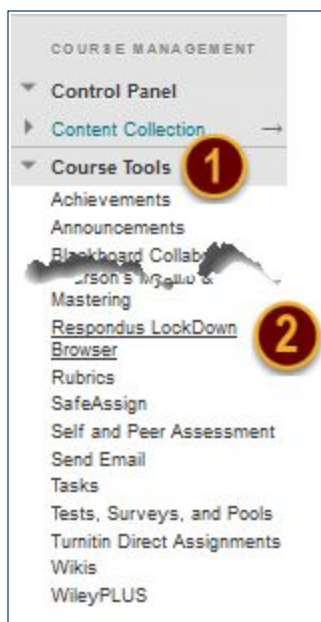 COURSE MANAGEMENT
Control Panel
Content Collection
Course Tools
1
Achievements
Announcements
Blackboard
Mastering
Respondus LockDown
Browser
2
Rubrics
SafeAssign
Self and Peer Assessment
Send Email
Tasks
Tests, Surveys, and Pools
Turnitin Direct Assignments
Wikis
WileyPLUS